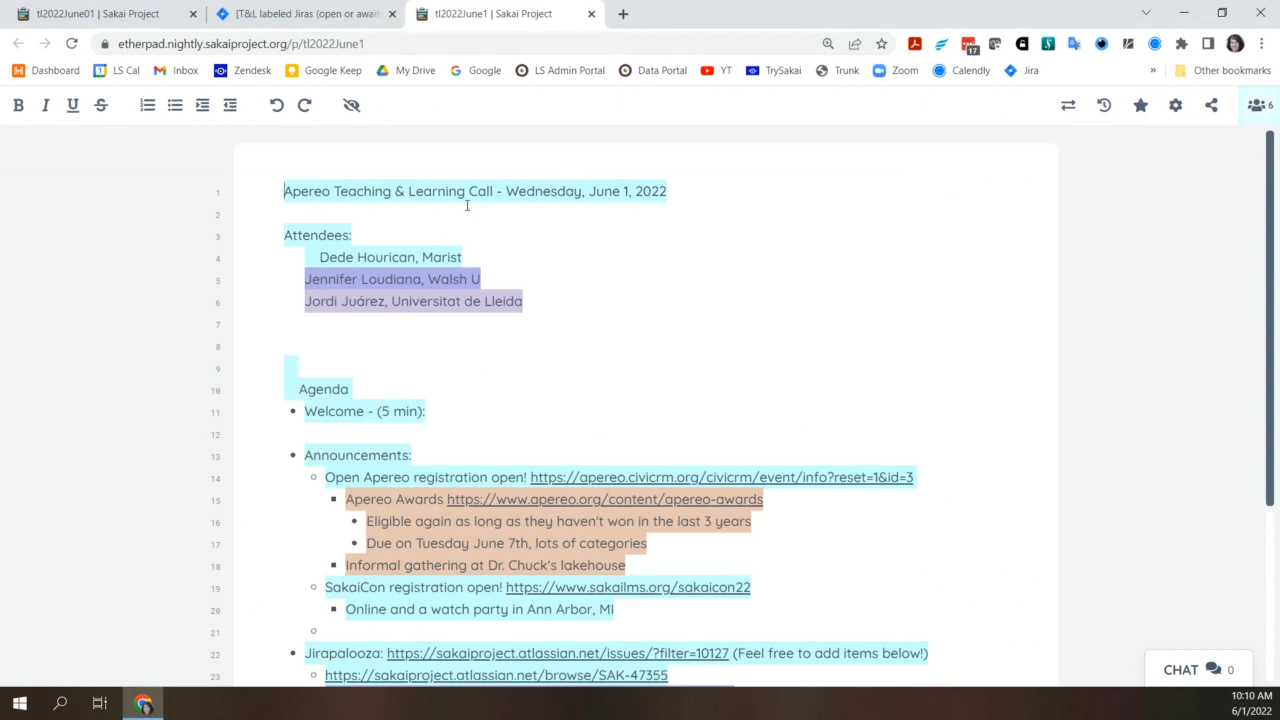 tl2022June01 | Sakai Project
[T&L labeled Jiras (open or await
tl2022June1 | Sakai Project
etherpad.nightly.sakaiproject.org/p/tl2022June1
17
Dashboard
LS Cal
Inbox
Zendesk
Google Keep
My Drive
Google
LS Admin Portal
Data Portal
YT
TrySakai
Trunk
Zoom
Calendly
Jira
»
Other bookmarks
B I U S
6
1 Apereo Teaching & Learning Call - Wednesday, June 1, 2022
2
3 Attendees:
4 Dede Hourican, Marist
5 Jennifer Loudiana, Walsh U
6 Jordi Juárez, Universitat de Lleida
7
8
9
10 Agenda
11 Welcome - (5 min):
12
13 Announcements:
14 Open Apereo registration open! https://apereo.civicrm.org/civicrm/event/info?reset=1&id=3
15 Apereo Awards https://www.apereo.org/content/apereo-awards
16 Eligible again as long as they haven't won in the last 3 years
17 Due on Tuesday June 7th, lots of categories
18 Informal gathering at Dr. Chuck's lakehouse
19 SakaiCon registration open! https://www.sakailms.org/sakaicon22
20 Online and a watch party in Ann Arbor, MI
21
22 Jirapalooza: https://sakaiproject.atlassian.net/issues/?filter=10127 (Feel free to add items below!)
23 https://sakaiproject.atlassian.net/browse/SAK-47355
CHAT 0
10:10 AM
6/1/2022